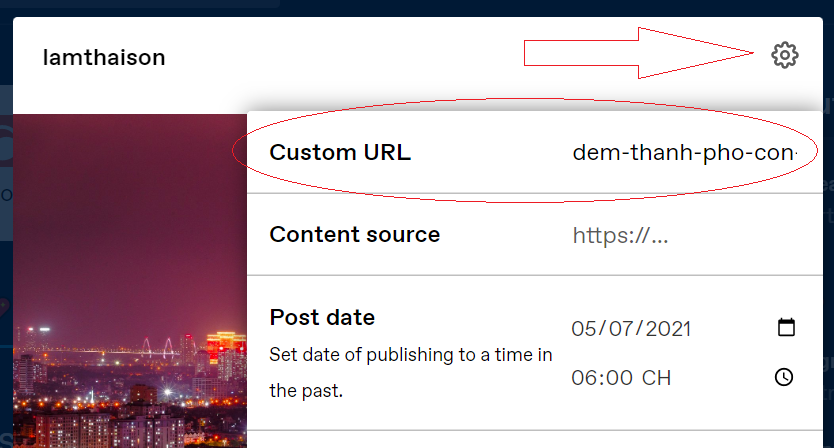 Iamthaison
Custom URL
dem-thanh-pho-con-
Content source
https://...
Post date
05/07/2021
Set date of publishing to a time in
the past.
06:00 CH